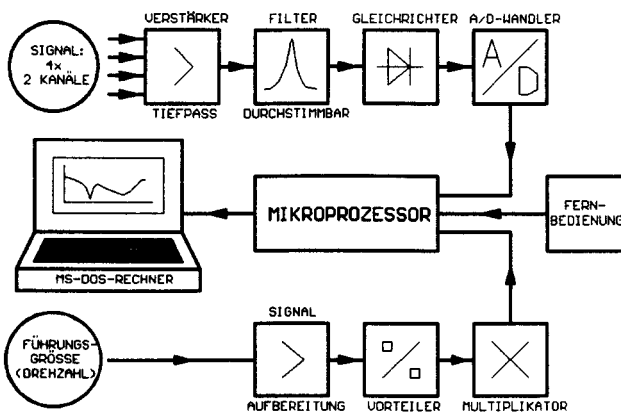 VERSTÄRKER
FILTER
GLEICHRICHTER
A/D-WANDLER
SIGNAL:
4x
2 KANÄLE
A/D
TIEFPASS
DURCHSTIMMBAR
MIKROPROZESSOR
FERN-
BEDIENUNG
MS-DOS-RECHNER
SIGNAL
FÜHRUNGS-
GRÖSSE
(DREHZAHL)
AUFBEREITUNG
VORTEILER
MULTIPLIKATOR